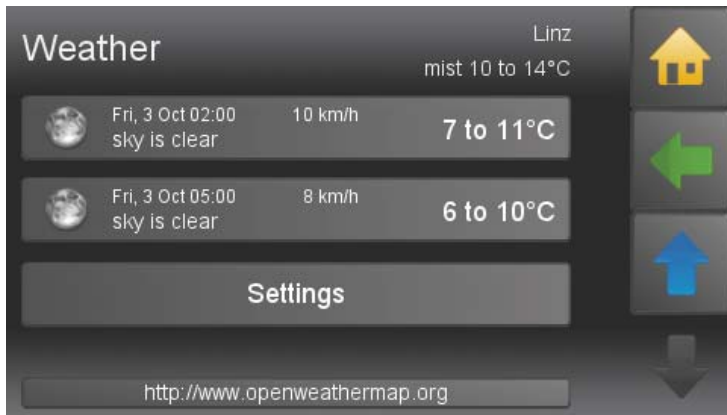 Weather
Linz
mist 10 to 14°C
Fri, 3 Oct 02:00 10 km/h
sky is clear
7 to 11°C
Fri, 3 Oct 05:00 8 km/h
sky is clear
6 to 10°C
Settings
http://www.openweathermap.org